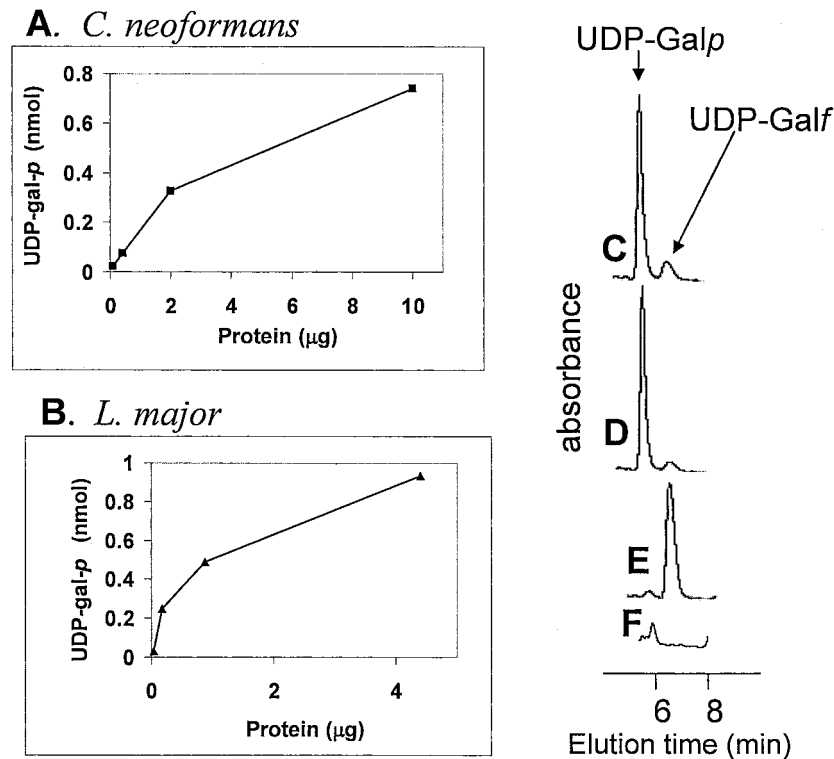 A. C. neoformans
UDP-gal-p (nmol)
0.8
0.6
0.4
0.2
0
0 2 4 6 8 10
Protein (μg)
B. L. major
UDP-gal-p (nmol)
1
0.8
0.6
0.4
0.2
0
0 2 4
Protein (μg)
UDP-Galp
UDP-Galf
absorbance
C
D
E
F
6 8
Elution time (min)